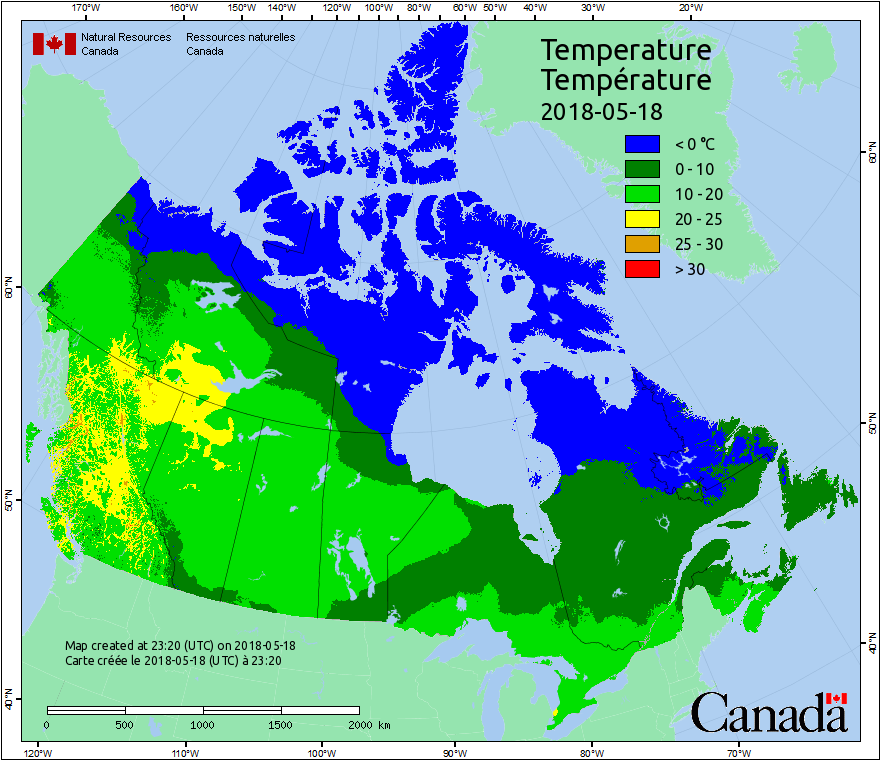 170°W 160°W 150°W 140°W 130°W 120°W 110°W 100°W 90°W 80°W 60°W 50°W 40°W 30°W 20°W
Natural Resources Canada
Ressources naturelles Canada
Temperature
Température
2018-05-18
< 0 °C
0 - 10
10 - 20
20 - 25
25 - 30
> 30
60°N
60°N
50°N
50°N
40°N
40°N
Map created at 23:20 (UTC) on 2018-05-18
Carte créée le 2018-05-18 (UTC) à 23:20
0 500 1000 1500 2000 km
Canada
120°W 110°W 100°W 90°W 80°W 70°W